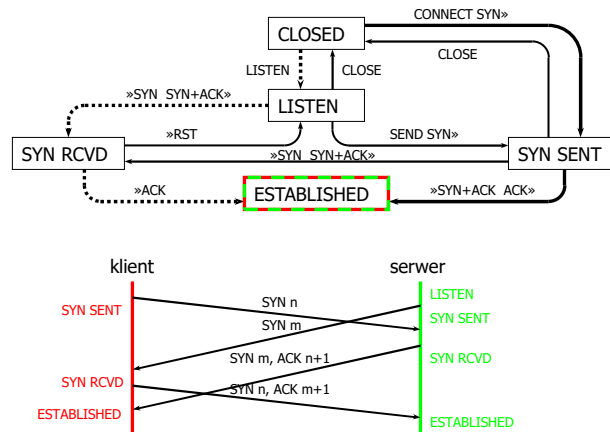 CONNECT SYN»
CLOSED
CLOSE
LISTEN
CLOSE
»SYN SYN+ACK»
LISTEN
»RST
SEND SYN»
SYN RCVD
»SYN SYN+ACK»
SYN SENT
»ACK
ESTABLISHED
»SYN+ACK ACK»
klient
serwer
LISTEN
SYN SENT
SYN n
SYN SENT
SYN m
SYN m, ACK n+1
SYN RCVD
SYN RCVD
SYN n, ACK m+1
ESTABLISHED
ESTABLISHED